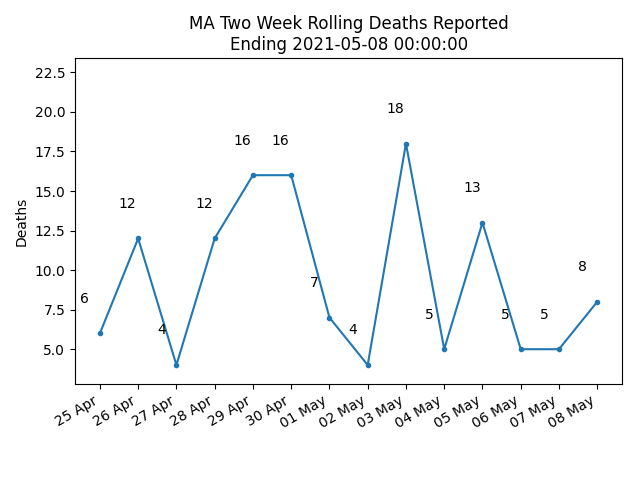 MA Two Week Rolling Deaths Reported
Ending 2021-05-08 00:00:00
Deaths
22.5
20.0
17.5
15.0
12.5
10.0
7.5
5.0
6
12
4
12
16
16
7
4
18
5
13
5
5
8
25 Apr
26 Apr
27 Apr
28 Apr
29 Apr
30 Apr
01 May
02 May
03 May
04 May
05 May
06 May
07 May
08 May